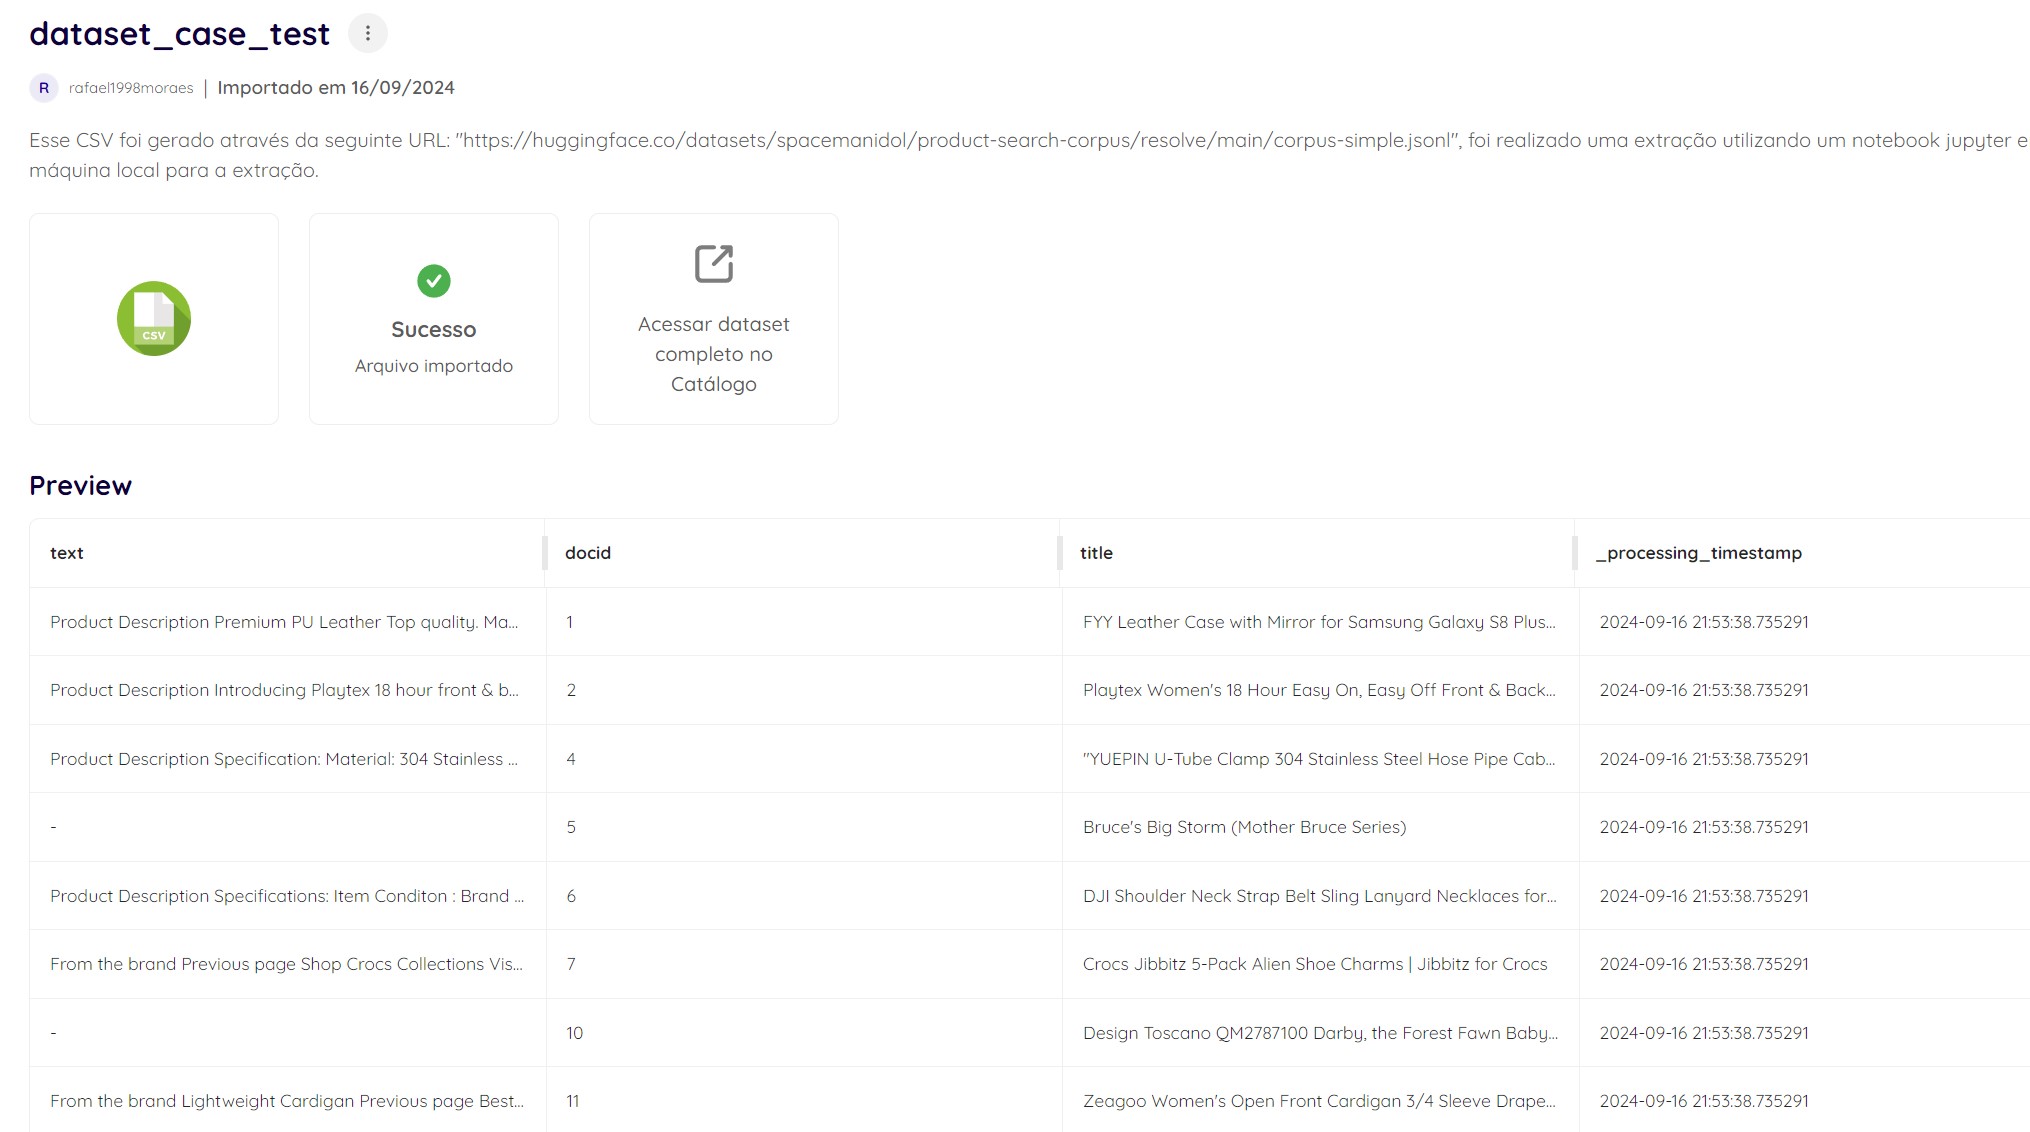 dataset_case_test
R rafael1998moraes | Importado em 16/09/2024
Esse CSV foi gerado através da seguinte URL: "https://huggingface.co/datasets/spacemanidol/product-search-corpus/resolve/main/corpus-simple.jsonl", foi realizado uma extração utilizando um notebook jupyter e
máquina local para a extração.
CSV
Sucesso
Arquivo importado
Acessar dataset
completo no
Catálogo
Preview
text docid title _processing_timestamp
Product Description Premium PU Leather Top quality. Ma... 1 FYY Leather Case with Mirror for Samsung Galaxy S8 Plus... 2024-09-16 21:53:38.735291
Product Description Introducing Playtex 18 hour front & b... 2 Playtex Women's 18 Hour Easy On, Easy Off Front & Back... 2024-09-16 21:53:38.735291
Product Description Specification: Material: 304 Stainless ... 4 "YUEPIN U-Tube Clamp 304 Stainless Steel Hose Pipe Cab... 2024-09-16 21:53:38.735291
- 5 Bruce's Big Storm (Mother Bruce Series) 2024-09-16 21:53:38.735291
Product Description Specifications: Item Conditon : Brand ... 6 DJI Shoulder Neck Strap Belt Sling Lanyard Necklaces for... 2024-09-16 21:53:38.735291
From the brand Previous page Shop Crocs Collections Vis... 7 Crocs Jibbitz 5-Pack Alien Shoe Charms | Jibbitz for Crocs 2024-09-16 21:53:38.735291
- 10 Design Toscano QM2787100 Darby, the Forest Fawn Baby... 2024-09-16 21:53:38.735291
From the brand Lightweight Cardigan Previous page Best... 11 Zeagoo Women's Open Front Cardigan 3/4 Sleeve Drape... 2024-09-16 21:53:38.735291